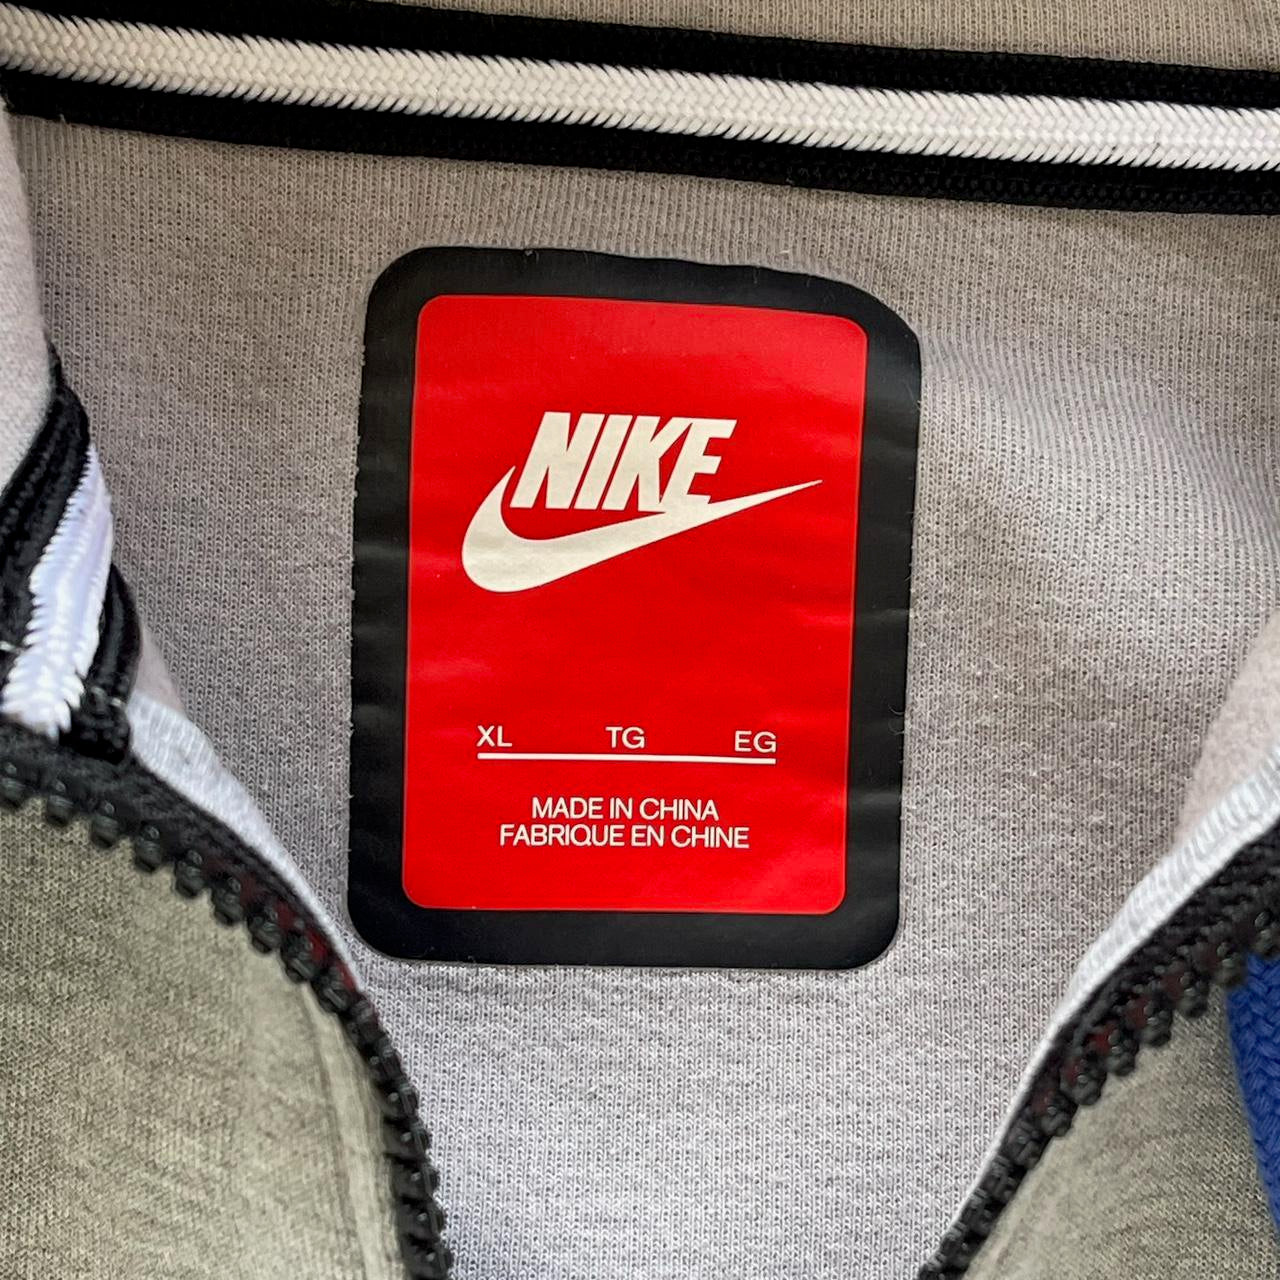 NIKE
XL TG EG
MADE IN CHINA
FABRIQUE EN CHINE